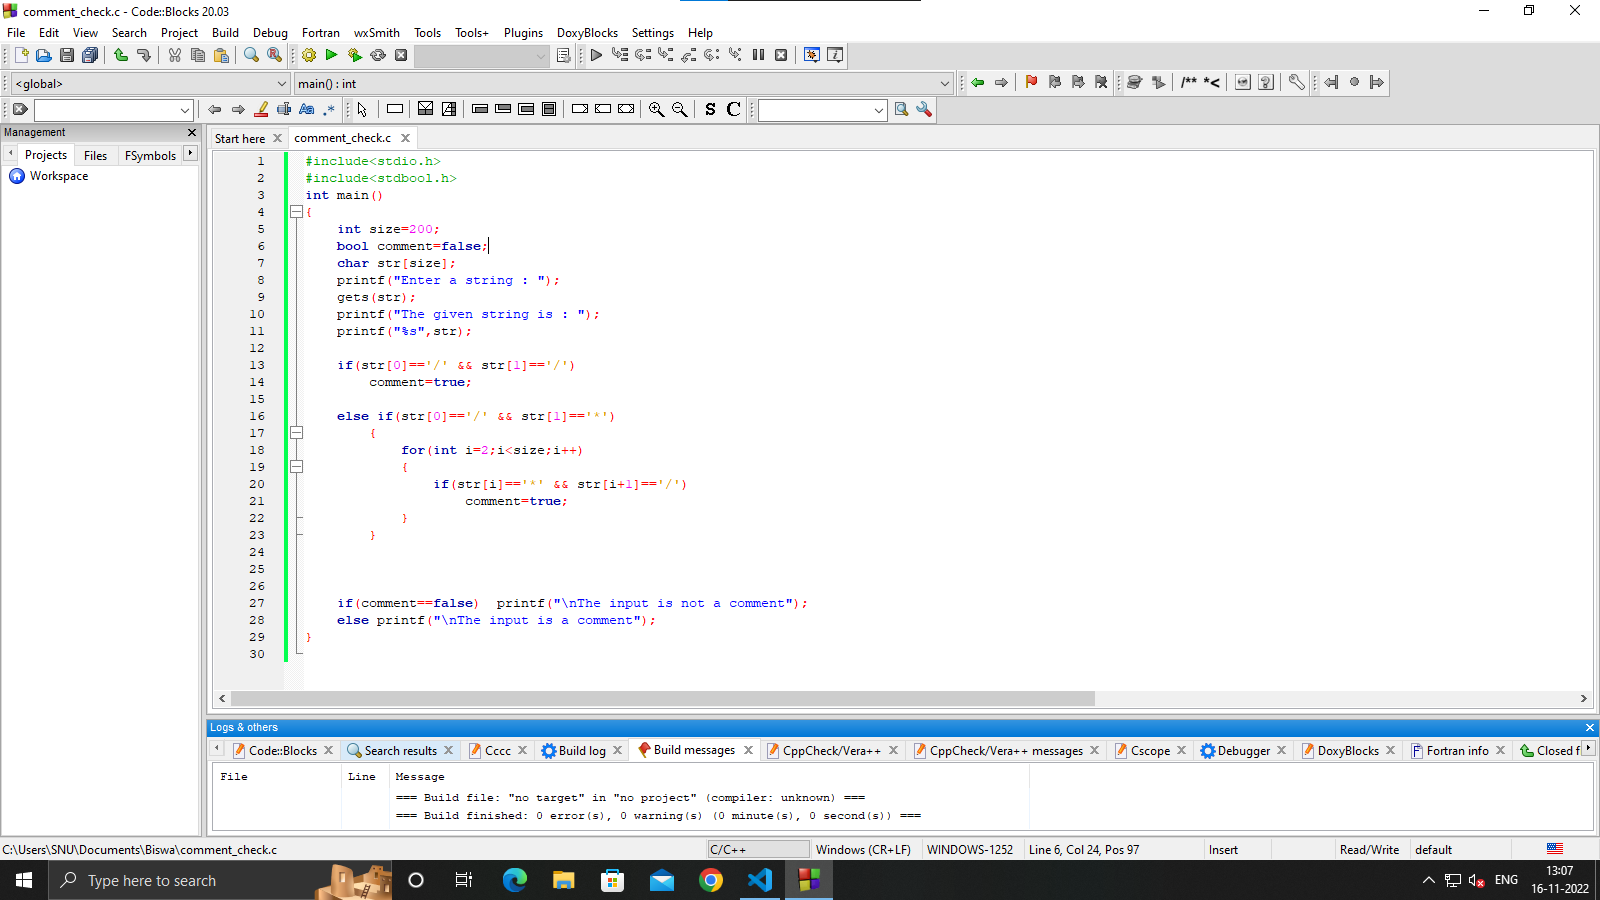 comment_check.c - Code::Blocks 20.03
File Edit View Search Project Build Debug Fortran wxSmith Tools Tools+ Plugins DoxyBlocks Settings Help
<global> main() : int
/** *<
Aa .*
S C
Management
Projects Files FSymbols
Workspace
Start here comment_check.c
1 #include<stdio.h>
2 #include<stdbool.h>
3 int main()
4 {
5 int size=200;
6 bool comment=false;
7 char str[size];
8 printf("Enter a string : ");
9 gets(str);
10 printf("The given string is : ");
11 printf("%s",str);
12
13 if(str[0]=='/' && str[1]=='/')
14 comment=true;
15
16 else if(str[0]=='/' && str[1]=='*')
17 {
18 for(int i=2;i<size;i++)
19 {
20 if(str[i]=='*' && str[i+1]=='/')
21 comment=true;
22 }
23 }
24
25
26
27 if(comment==false)  printf("\nThe input is not a comment");
28 else printf("\nThe input is a comment");
29 }
30
Logs & others
Code::Blocks Search results Cccc Build log Build messages CppCheck/Vera++ CppCheck/Vera++ messages Cscope Debugger DoxyBlocks Fortran info Closed f
File Line Message
=== Build file: "no target" in "no project" (compiler: unknown) ===
=== Build finished: 0 error(s), 0 warning(s) (0 minute(s), 0 second(s)) ===
C:\Users\SNU\Documents\Biswa\comment_check.c C/C++ Windows (CR+LF) WINDOWS-1252 Line 6, Col 24, Pos 97 Insert Read/Write default
Type here to search
ENG
13:07
16-11-2022